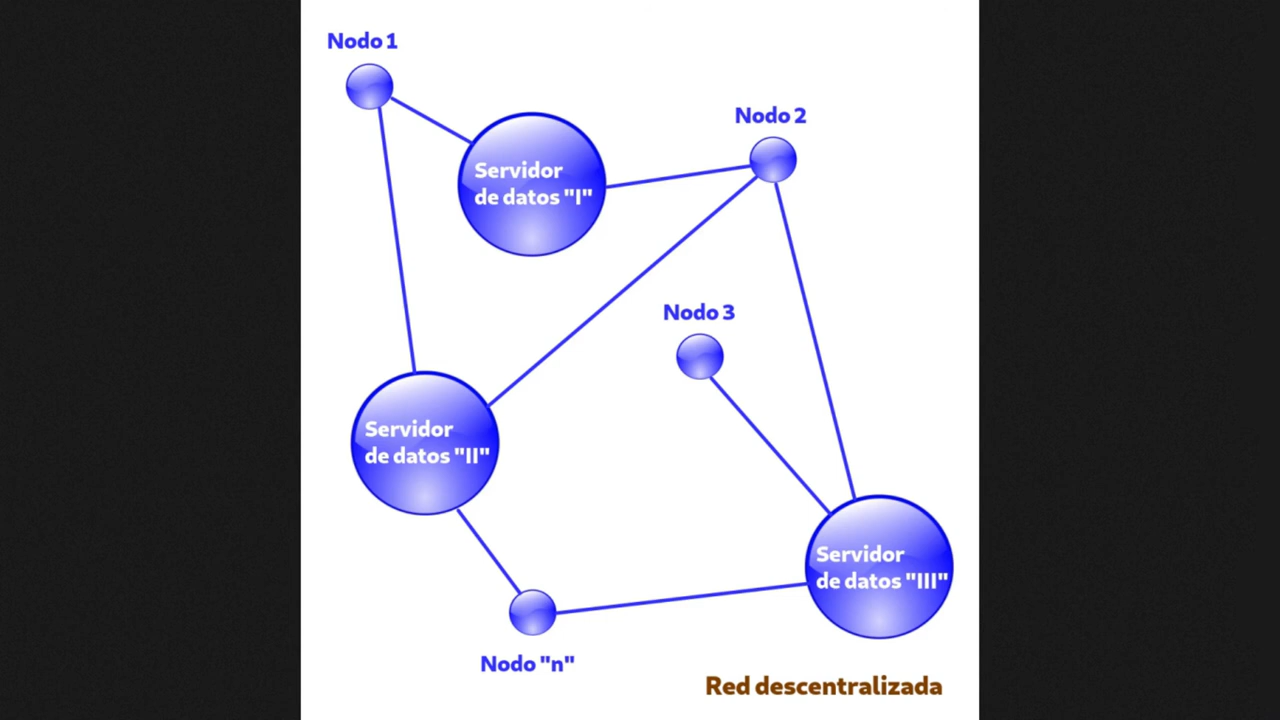 Nodo 1
Nodo 2
Servidor
de datos "I"
Nodo 3
Servidor
de datos "II"
Servidor
de datos "III"
Nodo "n"
Red descentralizada